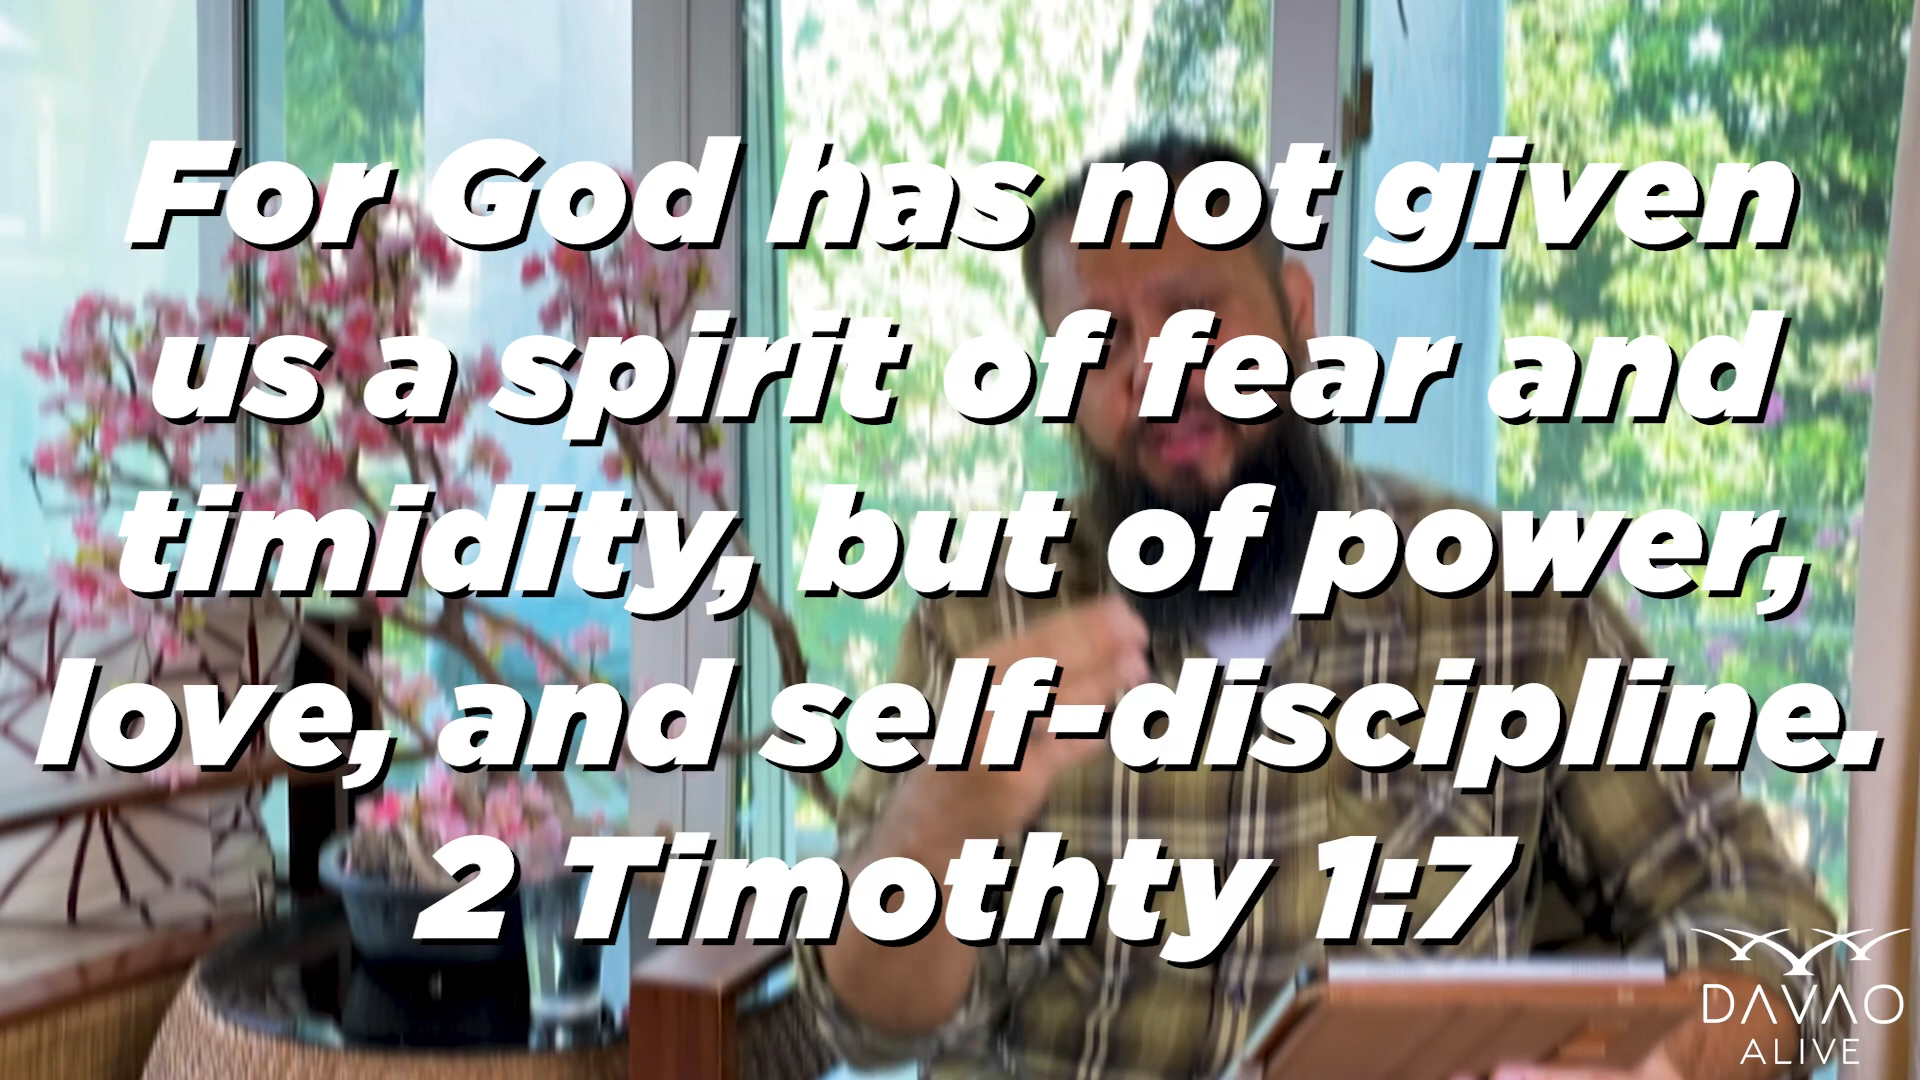 For God has not given
us a spirit of fear and
timidity, but of power,
love, and self-discipline.
2 Timothty 1:7
DAVAO
ALIVE